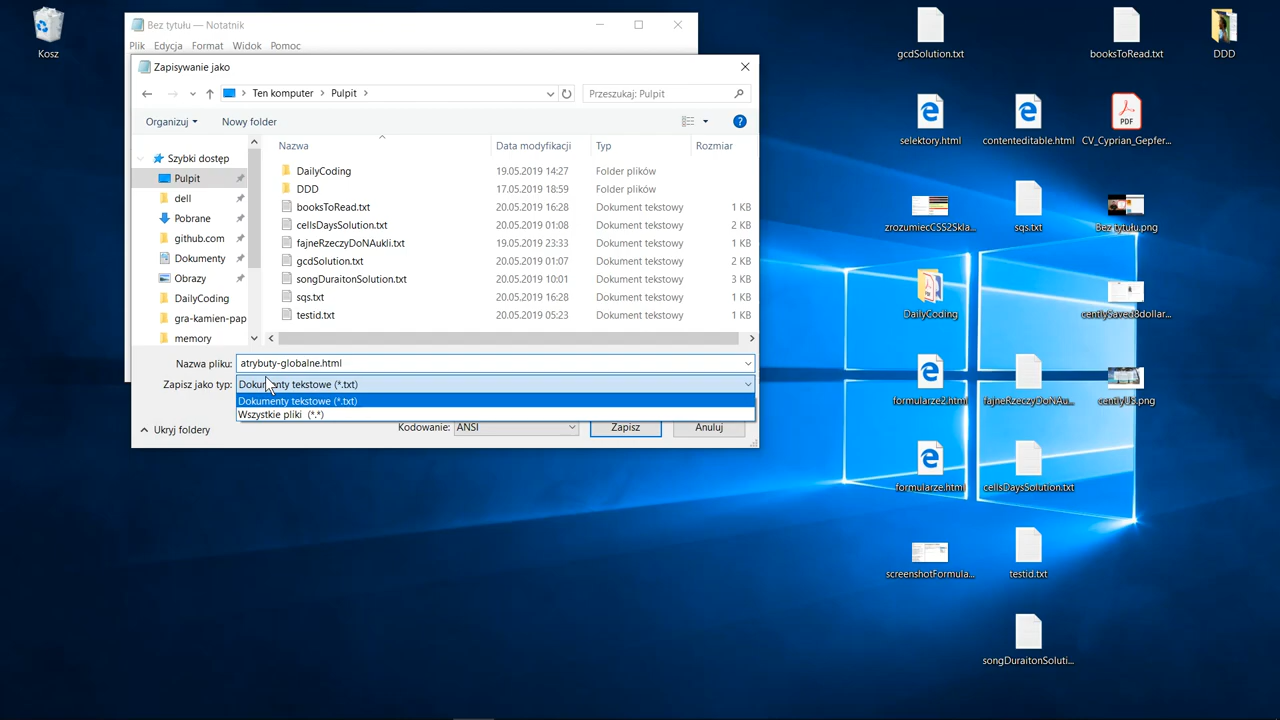 Kosz
Bez tytułu — Notatnik
Plik Edycja Format Widok Pomoc
Zapisywanie jako
Ten komputer Pulpit
Przeszukaj: Pulpit
Organizuj New folder
Nazwa Data modyfikacji Typ Rozmiar
Szybki dostęp
Pulpit
dell
Pobrane
github.com
Dokumenty
Obrazy
DailyCoding
gra-kamien-pap
memory
DailyCoding 19.05.2019 14:27 Folder plików
DDD 17.05.2019 18:59 Folder plików
booksToRead.txt 20.05.2019 16:28 Dokument tekstowy 1 KB
cellsDaysSolution.txt 20.05.2019 01:08 Dokument tekstowy 2 KB
fajneRzeczyDoNAukli.txt 19.05.2019 23:33 Dokument tekstowy 1 KB
gcdSolution.txt 20.05.2019 01:07 Dokument tekstowy 2 KB
songDuraitonSolution.txt 20.05.2019 10:01 Dokument tekstowy 3 KB
sqs.txt 20.05.2019 16:28 Dokument tekstowy 1 KB
testid.txt 20.05.2019 05:23 Dokument tekstowy 1 KB
Nazwa pliku: atrybuty-globalne.html
Zapisz jako typ: Dokumenty tekstowe (*.txt)
Dokumenty tekstowe (*.txt)
Wszystkie pliki (*.*)
Ukryj foldery Kodowanie: ANSI Zapisz Anuluj
gcdSolution.txt booksToRead.txt DDD
PDF
selektory.html contenteditable.html CV_Cyprian_Gepfer...
zrozumiecCSS2Skla... sqs.txt Bez tytułu.png
DailyCoding centlySaved8dollar...
formularze2.html fajneRzeczyDoNAu... centlyUS.png
formularze.html cellsDaysSolution.txt
screenshotFormula... testid.txt
songDuraitonSoluti...